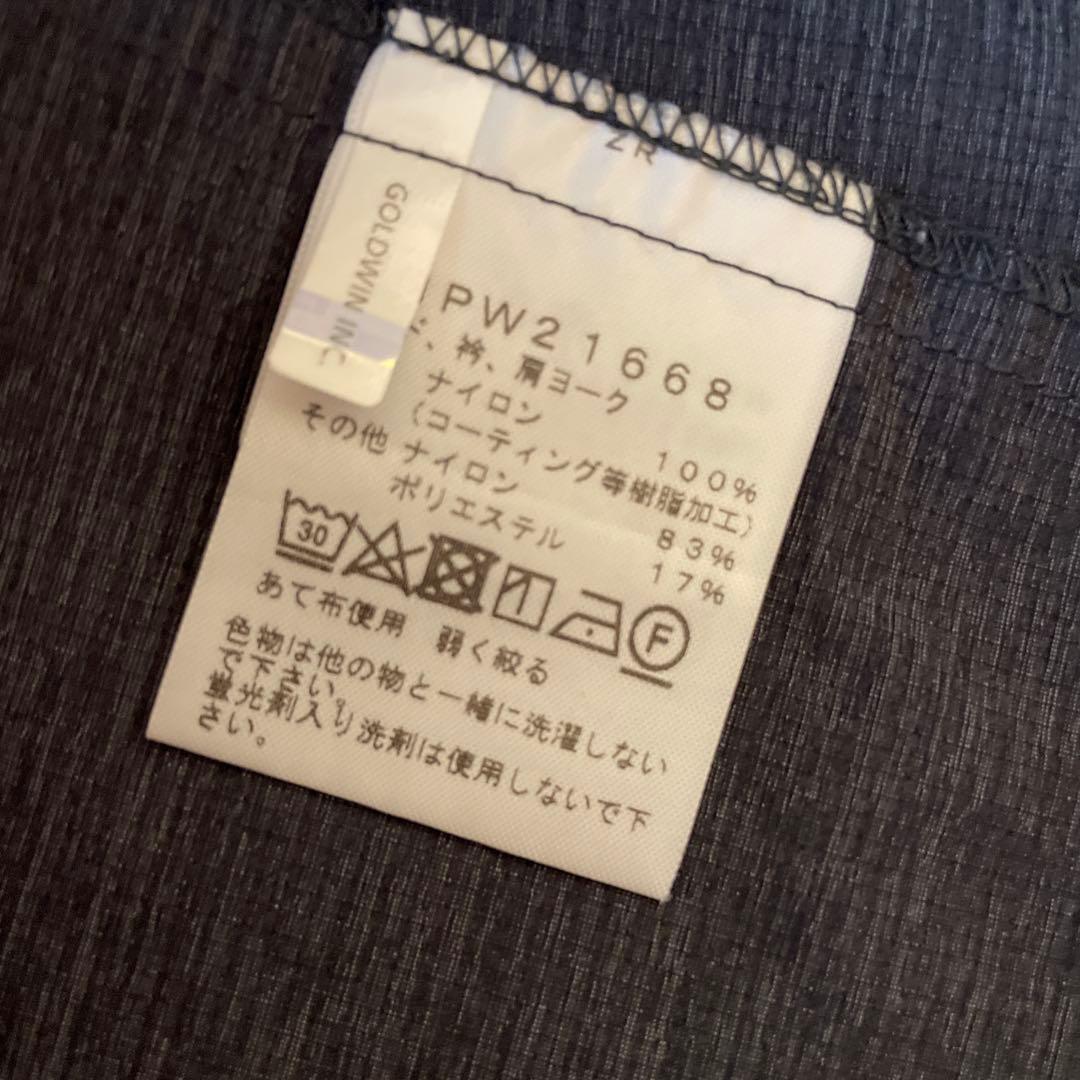 ZR
GOLDWIN INC.
PW21668
、衿、肩ヨーク
ナイロン 100%
(コーティング等樹脂加工)
その他 ナイロン 83%
ポリエステル 17%
30 F
あて布使用 弱く絞る
色物は他の物と一緒に洗濯しない
で下さい。
蛍光剤入り洗剤は使用しないで下
さい。